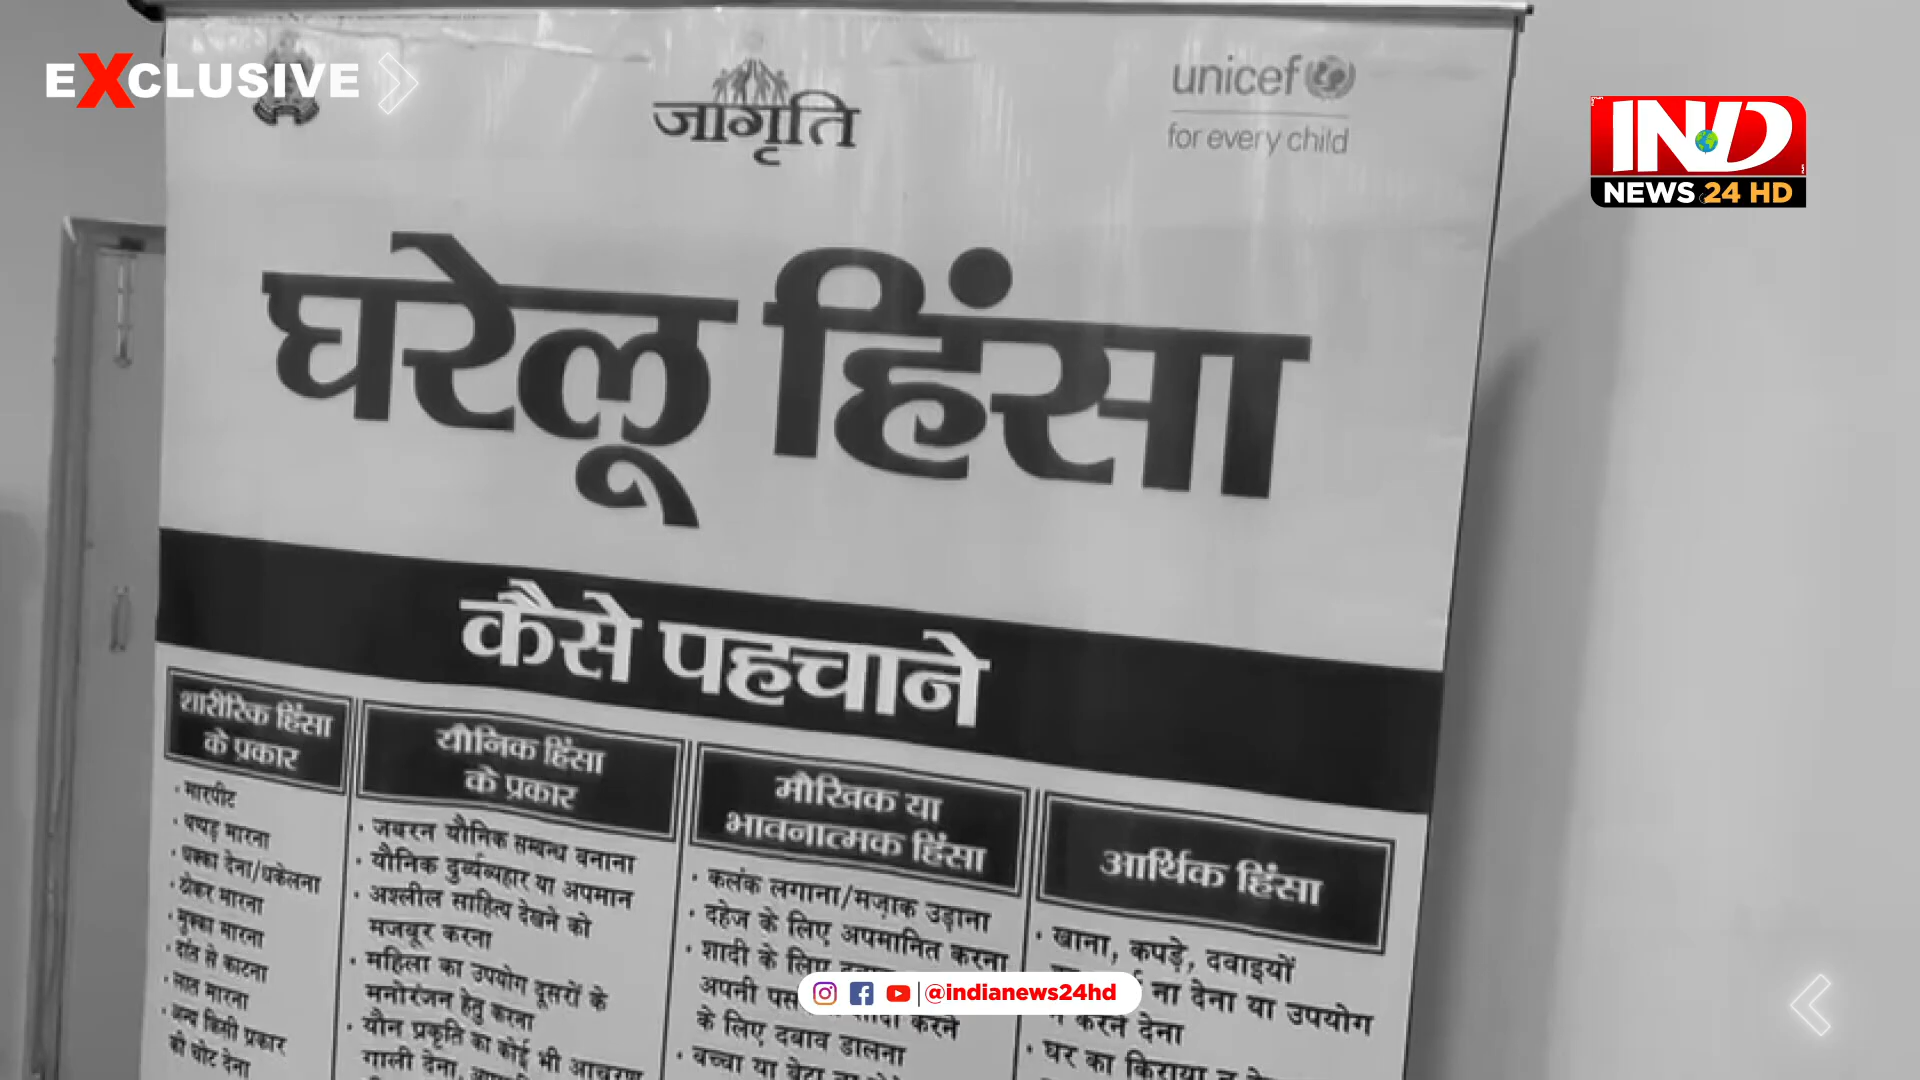 EXCLUSIVE
जागृति
unicef
for every child
IND
NEWS 24 HD
घरेलू हिंसा
कैसे पहचाने
शारीरिक हिंसा
के प्रकार
· मारपीट
· थप्पड़ मारना
· धक्का देना/धकेलना
· ठोकर मारना
· मुक्का मारना
· दांत से काटना
· लात मारना
· अन्य किसी प्रकार
की चोट देना
यौनिक हिंसा
के प्रकार
· जबरन यौनिक सम्बन्ध बनाना
· यौनिक दुर्व्यव्यहार या अपमान
· अश्लील साहित्य देखने को
मजबूर करना
· महिला का उपयोग दूसरों के
मनोरंजन हेतु करना
· यौन प्रकृति का कोई भी आचरण
गाली देना,
मौखिक या
भावनात्मक हिंसा
· कलंक लगाना/मज़ाक उड़ाना
· दहेज के लिए अपमानित करना
· शादी के लिए
अपनी
शादी करने
के लिए दबाव डालना
· बच्चा या बेटा
आर्थिक हिंसा
· खाना, कपड़े, दवाइयों
ना देना या उपयोग
न करने देना
· घर का किराया न
@indianews24hd